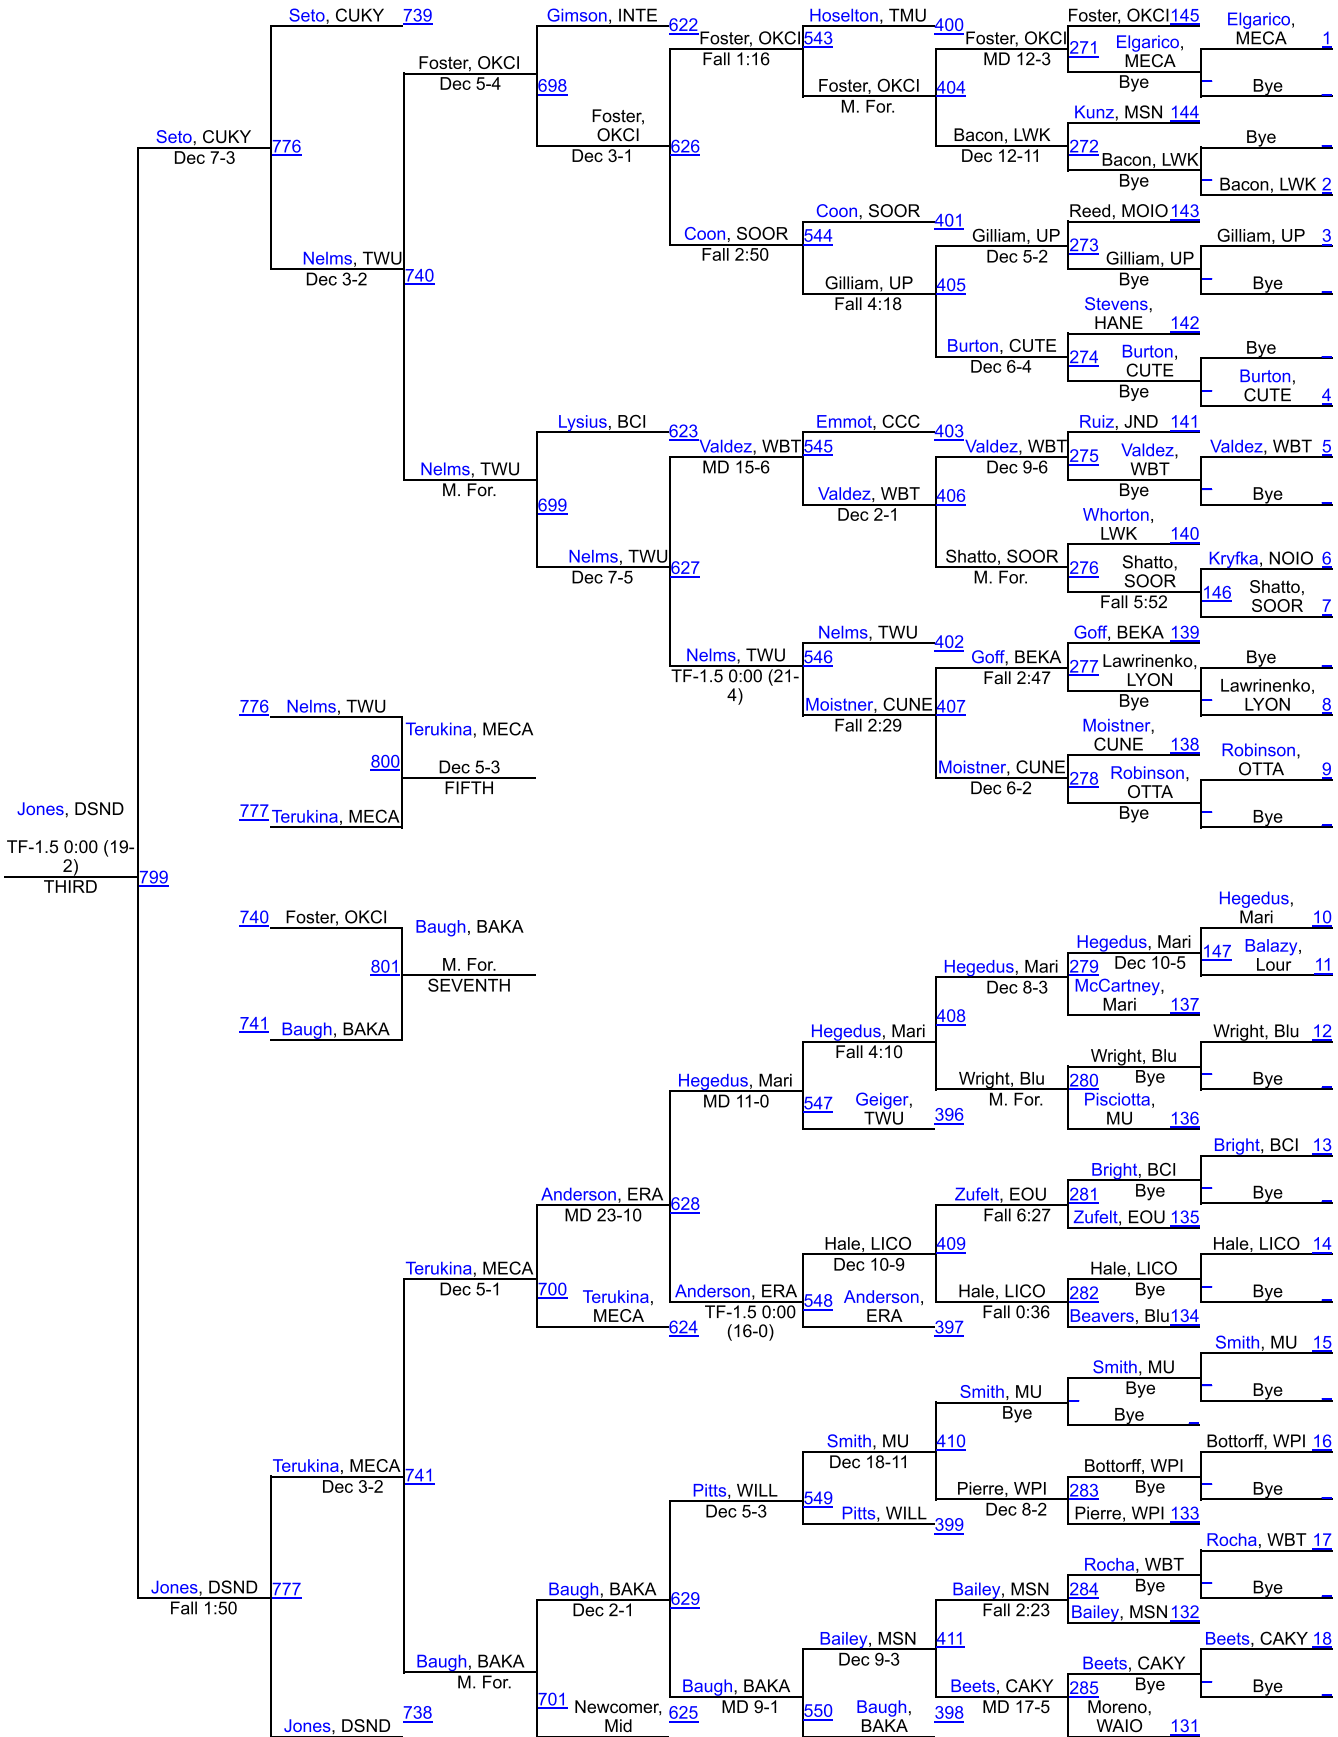 Seto, CUKY 739
Gimson, INTE 622
Hoselton, TMU 400
Foster, OKCI 145
Elgarico,
MECA 1
Foster, OKCI 543
Fall 1:16
Foster, OKCI 271
MD 12-3
Elgarico,
MECA
Bye
Bye
Foster, OKCI
Dec 5-4
698
Foster, OKCI 404
M. For.
Kunz, MSN 144
Foster,
OKCI
Dec 3-1
626
Bacon, LWK 272
Dec 12-11
Bacon, LWK
Bye
Bye
Bacon, LWK 2
Seto, CUKY 776
Dec 7-3
Coon, SOOR 401
Reed, MOIO 143
Coon, SOOR 544
Fall 2:50
Gilliam, UP 273
Dec 5-2
Gilliam, UP
Bye
Gilliam, UP 3
Bye
Nelms, TWU 740
Dec 3-2
Gilliam, UP 405
Fall 4:18
Stevens,
HANE 142
Burton, CUTE 274
Dec 6-4
Burton,
CUTE
Bye
Bye
Burton,
CUTE 4
Lysius, BCI 623
Emmot, CCC 403
Ruiz, JND 141
Valdez, WBT 545
MD 15-6
Valdez, WBT 275
Dec 9-6
Valdez,
WBT
Bye
Valdez, WBT 5
Bye
Nelms, TWU 699
M. For.
Valdez, WBT 406
Dec 2-1
Whorton,
LWK 140
Nelms, TWU 627
Dec 7-5
Shatto, SOOR 276
M. For.
Shatto,
SOOR
Fall 5:52
Kryfka, NOIO 6
146 Shatto,
SOOR 7
Nelms, TWU 402
Goff, BEKA 139
Nelms, TWU 546
TF-1.5 0:00 (21-
4)
Goff, BEKA 277
Fall 2:47
Lawrinenko,
LYON
Bye
Bye
Lawrinenko,
LYON 8
776 Nelms, TWU
Terukina, MECA
Moistner, CUNE 407
Fall 2:29
Moistner,
CUNE 138
800 Dec 5-3
FIFTH
Moistner, CUNE 278
Dec 6-2
Robinson,
OTTA
Bye
Robinson,
OTTA 9
Bye
777 Terukina, MECA
Jones, DSND
TF-1.5 0:00 (19-
2)
THIRD
799
740 Foster, OKCI
Baugh, BAKA
801 M. For.
SEVENTH
741 Baugh, BAKA
Hegedus,
Mari 10
Hegedus, Mari 147
Dec 10-5
Balazy,
Lour 11
Hegedus, Mari 279
Dec 8-3
McCartney,
Mari 137
Hegedus, Mari 408
Fall 4:10
Wright, Blu 12
Wright, Blu
Bye
Bye
Hegedus, Mari
MD 11-0
Wright, Blu 280
M. For.
547 Geiger,
TWU 396
Pisciotta,
MU 136
Bright, BCI 13
Bright, BCI
Bye
Bye
Anderson, ERA 628
MD 23-10
Zufelt, EOU 281
Fall 6:27
Zufelt, EOU 135
Hale, LICO 409
Dec 10-9
Hale, LICO 14
Hale, LICO
Bye
Bye
Terukina, MECA
Dec 5-1
700 Terukina,
MECA 624
Anderson, ERA 548
TF-1.5 0:00
(16-0)
Anderson,
ERA 397
Hale, LICO 282
Fall 0:36
Beavers, Blu 134
Smith, MU 15
Smith, MU
Bye
Bye
Smith, MU
Bye
Bye
Smith, MU 410
Dec 18-11
Bottorff, WPI 16
Bottorff, WPI
Bye
Bye
Terukina, MECA 741
Dec 3-2
Pitts, WILL 549
Dec 5-3
Pitts, WILL 399
Pierre, WPI 283
Dec 8-2
Pierre, WPI 133
Rocha, WBT 17
Rocha, WBT
Bye
Bye
Jones, DSND 777
Fall 1:50
Baugh, BAKA 629
Dec 2-1
Bailey, MSN 284
Fall 2:23
Bailey, MSN 132
Bailey, MSN 411
Dec 9-3
Beets, CAKY 18
Beets, CAKY
Bye
Bye
Baugh, BAKA
M. For.
Baugh, BAKA
MD 9-1
Beets, CAKY 285
MD 17-5
Jones, DSND 738
701 Newcomer,
Mid 625
550 Baugh,
BAKA 398
Moreno,
WAIO 131